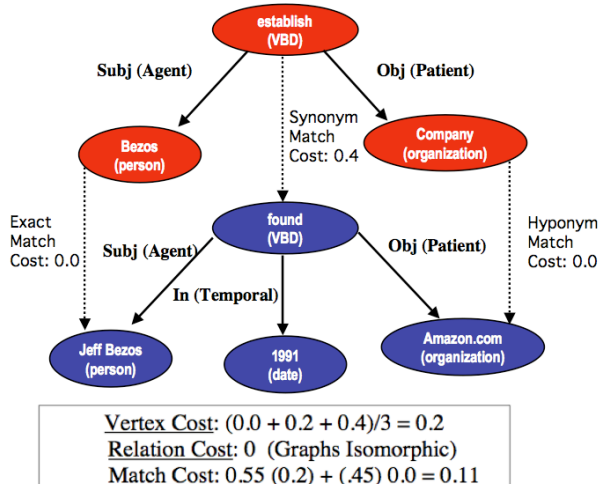 establish
(VBD)
Subj (Agent)
Obj (Patient)
Synonym
Match
Cost: 0.4
Bezos
(person)
Company
(organization)
Exact
Match
Cost: 0.0
found
(VBD)
Hyponym
Match
Cost: 0.0
Subj (Agent)
Obj (Patient)
In (Temporal)
Jeff Bezos
(person)
1991
(date)
Amazon.com
(organization)
Vertex Cost: (0.0 + 0.2 + 0.4)/3 = 0.2
Relation Cost: 0 (Graphs Isomorphic)
Match Cost: 0.55 (0.2) + (.45) 0.0 = 0.11